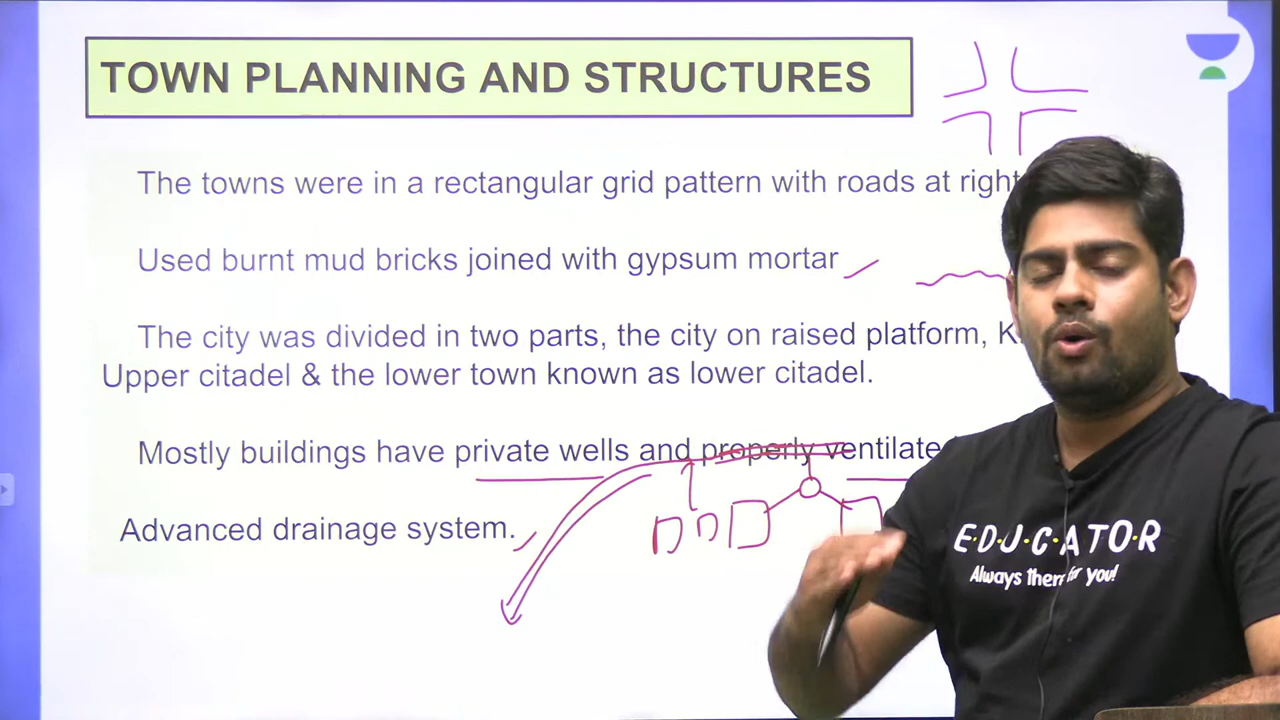 TOWN PLANNING AND STRUCTURES
The towns were in a rectangular grid pattern with roads at right
Used burnt mud bricks joined with gypsum mortar
The city was divided in two parts, the city on raised platform,
Upper citadel & the lower town known as lower citadel.
Mostly buildings have private wells and properly
Advanced drainage system.
E·D·U·C·A·T·O·R
Always there for you!